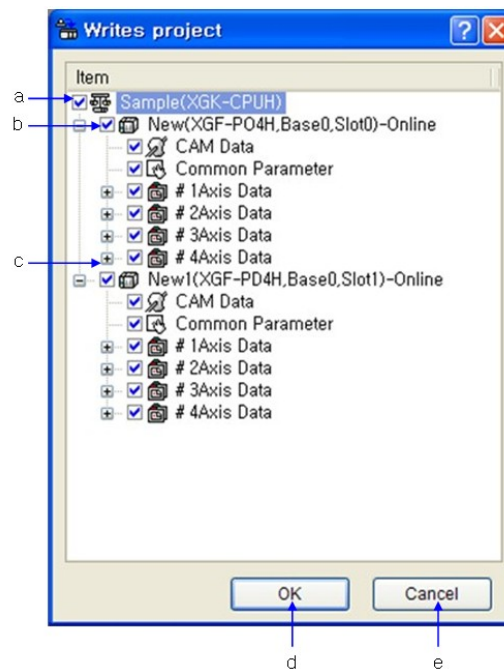 Writes project
Item
a
Sample(XGK-CPUH)
b
New(XGF-PO4H,Base0,Slot0)-Online
CAM Data
Common Parameter
# 1Axis Data
# 2Axis Data
# 3Axis Data
c
# 4Axis Data
New1(XGF-PD4H,Base0,Slot1)-Online
CAM Data
Common Parameter
# 1Axis Data
# 2Axis Data
# 3Axis Data
# 4Axis Data
OK Cancel
d e